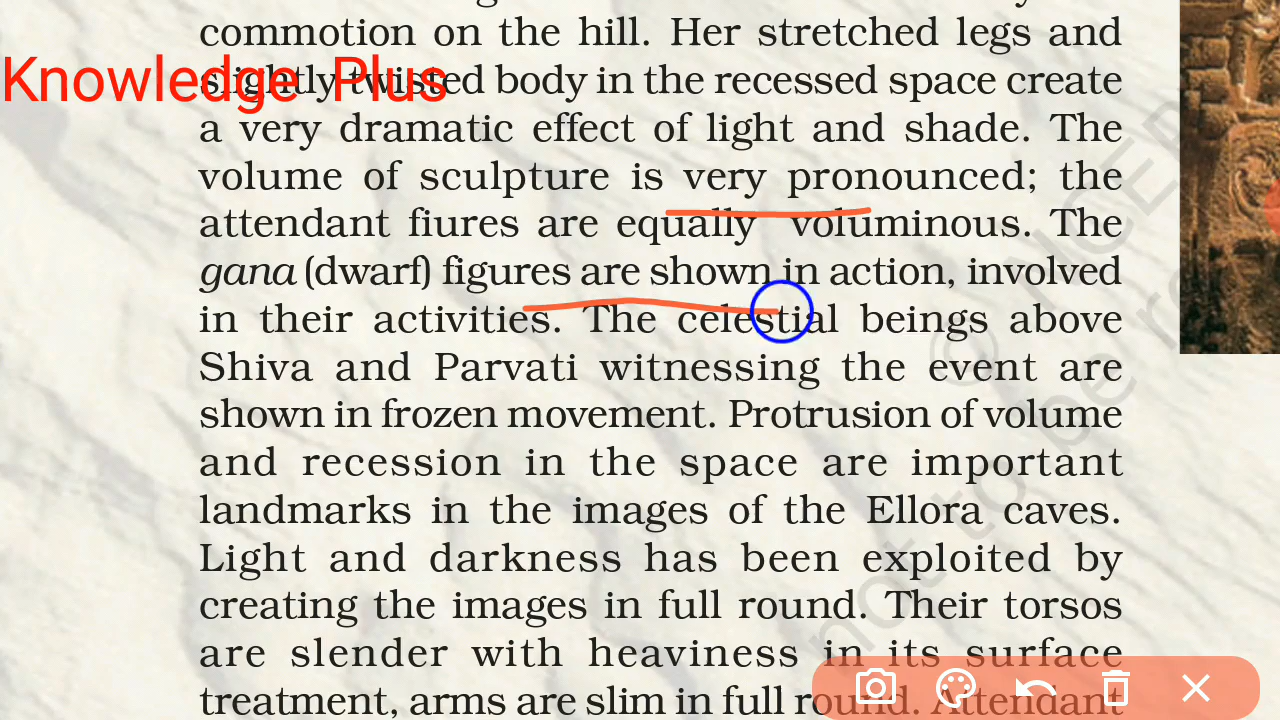 commotion on the hill. Her stretched legs and
Knowledge Plus
slightly twisted body in the recessed space create
a very dramatic effect of light and shade. The
volume of sculpture is very pronounced; the
attendant fiures are equally voluminous. The
gana (dwarf) figures are shown in action, involved
in their activities. The celestial beings above
Shiva and Parvati witnessing the event are
shown in frozen movement. Protrusion of volume
and recession in the space are important
landmarks in the images of the Ellora caves.
Light and darkness has been exploited by
creating the images in full round. Their torsos
are slender with heaviness in its surface
treatment, arms are slim in full round. Attendant
© NCER
not to be re